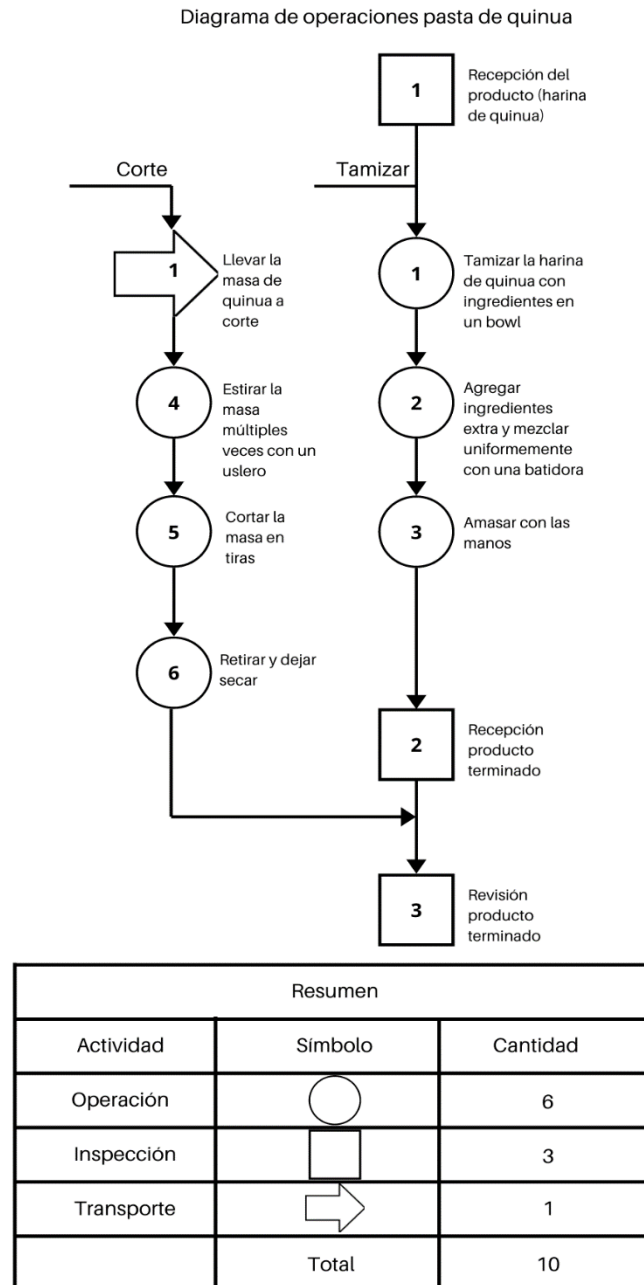 Diagrama de operaciones pasta de quinua
1
Recepción del
producto (harina
de quinua)
Corte
Tamizar
1
Llevar la
masa de
quinua a
corte
1
Tamizar la harina
de quinua con
ingredientes en
un bowl
4
Estirar la
masa
múltiples
veces con un
uslero
2
Agregar
ingredientes
extra y mezclar
uniformemente
con una batidora
5
Cortar la
masa en
tiras
3
Amasar con las
manos
6
Retirar y dejar
secar
2
Recepción
producto
terminado
3
Revisión
producto
terminado
Resumen
Actividad Símbolo Cantidad
Operación 6
Inspección 3
Transporte 1
Total 10